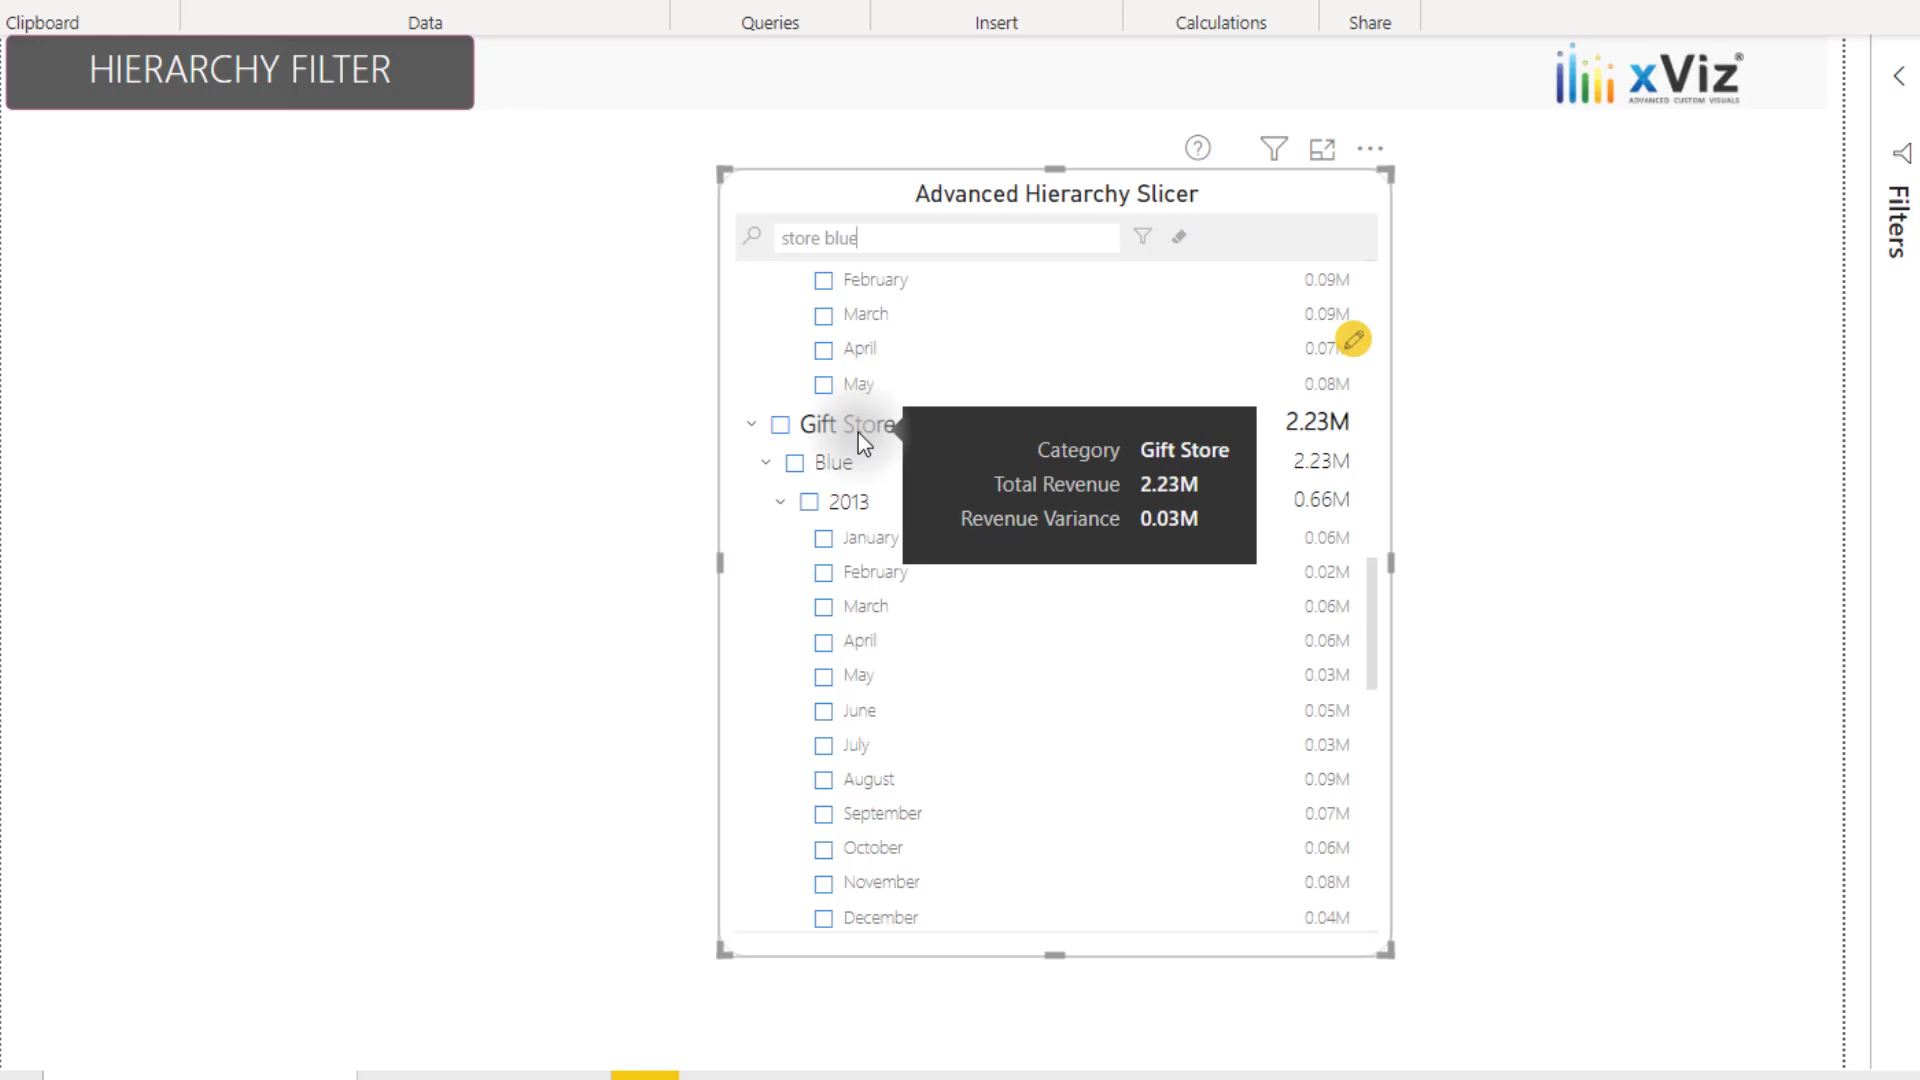 Clipboard Data Queries Insert Calculations Share
HIERARCHY FILTER
xViz®
ADVANCED CUSTOM VISUALS
Filters
Advanced Hierarchy Slicer
store blue
February 0.09M
March 0.09M
April 0.07
May 0.08M
Gift Store 2.23M
Blue 2.23M
2013 0.66M
Category Gift Store
Total Revenue 2.23M
Revenue Variance 0.03M
January 0.06M
February 0.02M
March 0.06M
April 0.06M
May 0.03M
June 0.05M
July 0.03M
August 0.09M
September 0.07M
October 0.06M
November 0.08M
December 0.04M